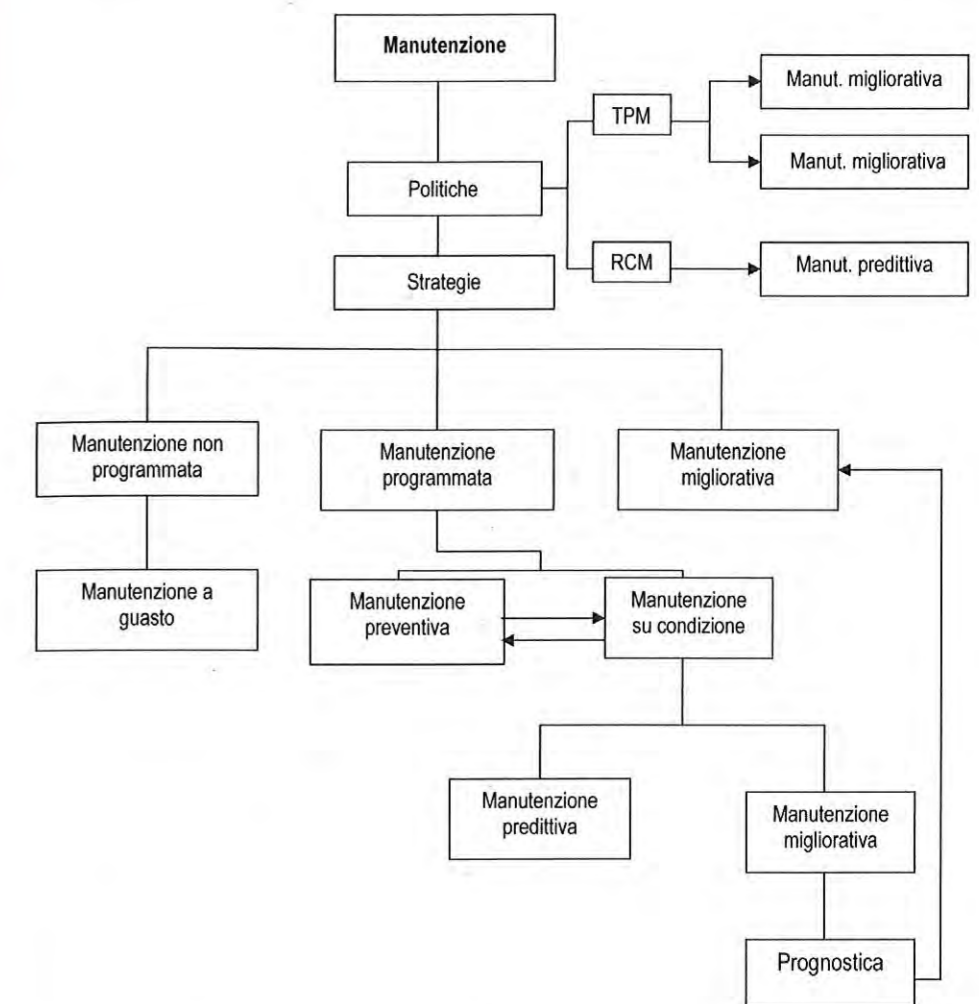 Manutenzione
Manut. migliorativa
TPM
Manut. migliorativa
Politiche
RCM
Manut. predittiva
Strategie
Manutenzione non
programmata
Manutenzione
programmata
Manutenzione
migliorativa
Manutenzione a
guasto
Manutenzione
preventiva
Manutenzione
su condizione
Manutenzione
predittiva
Manutenzione
migliorativa
Prognostica